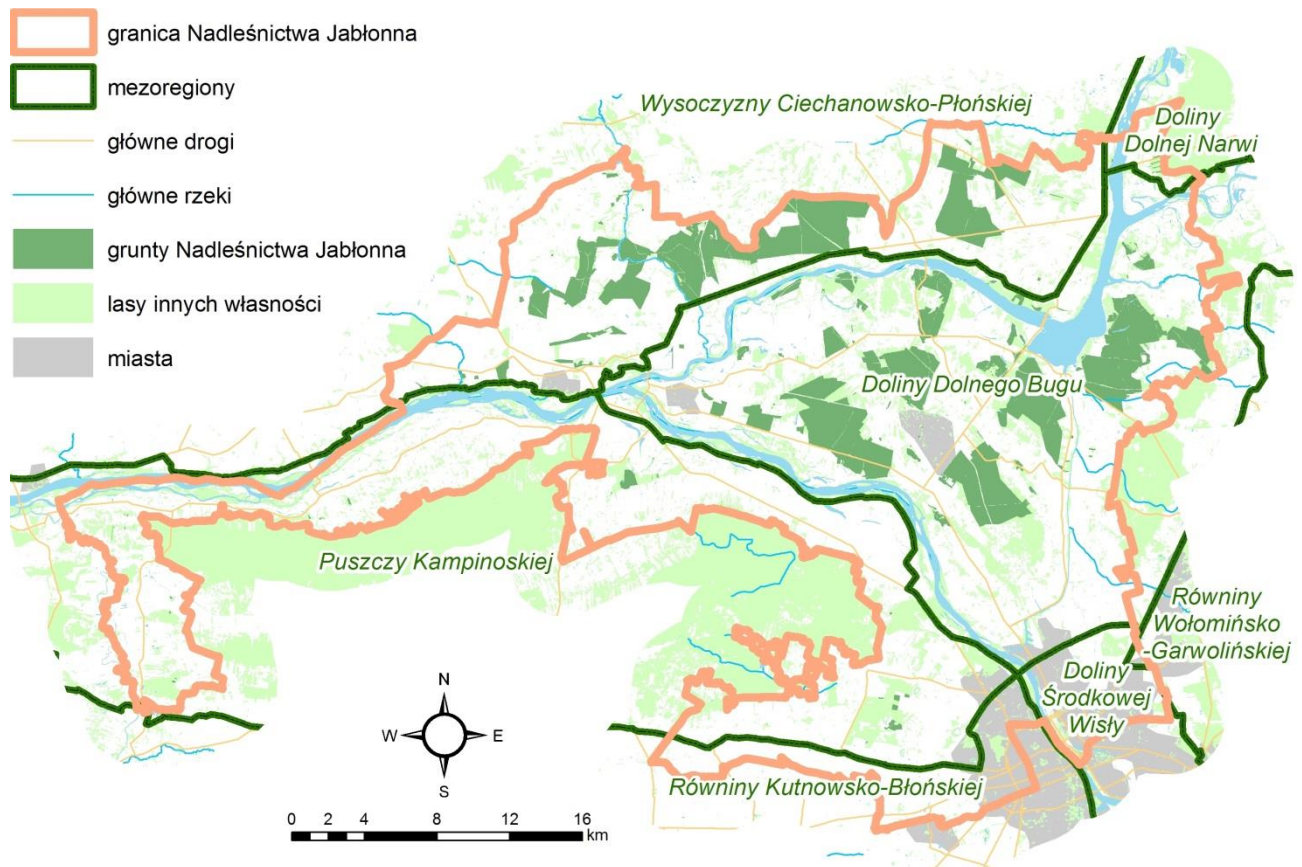 granica Nadleśnictwa Jabłonna
mezoregiony
główne drogi
główne rzeki
grunty Nadleśnictwa Jabłonna
lasy innych własności
miasta
Wysoczyzny Ciechanowsko-Płońskiej
Doliny
Dolnej Narwi
Doliny Dolnego Bugu
Puszczy Kampinoskiej
Równiny
Wołomińsko
-Garwolińskiej
Doliny
Środkowej
Wisły
Równiny Kutnowsko-Błońskiej
N
W E
S
0 2 4 8 12 16
km